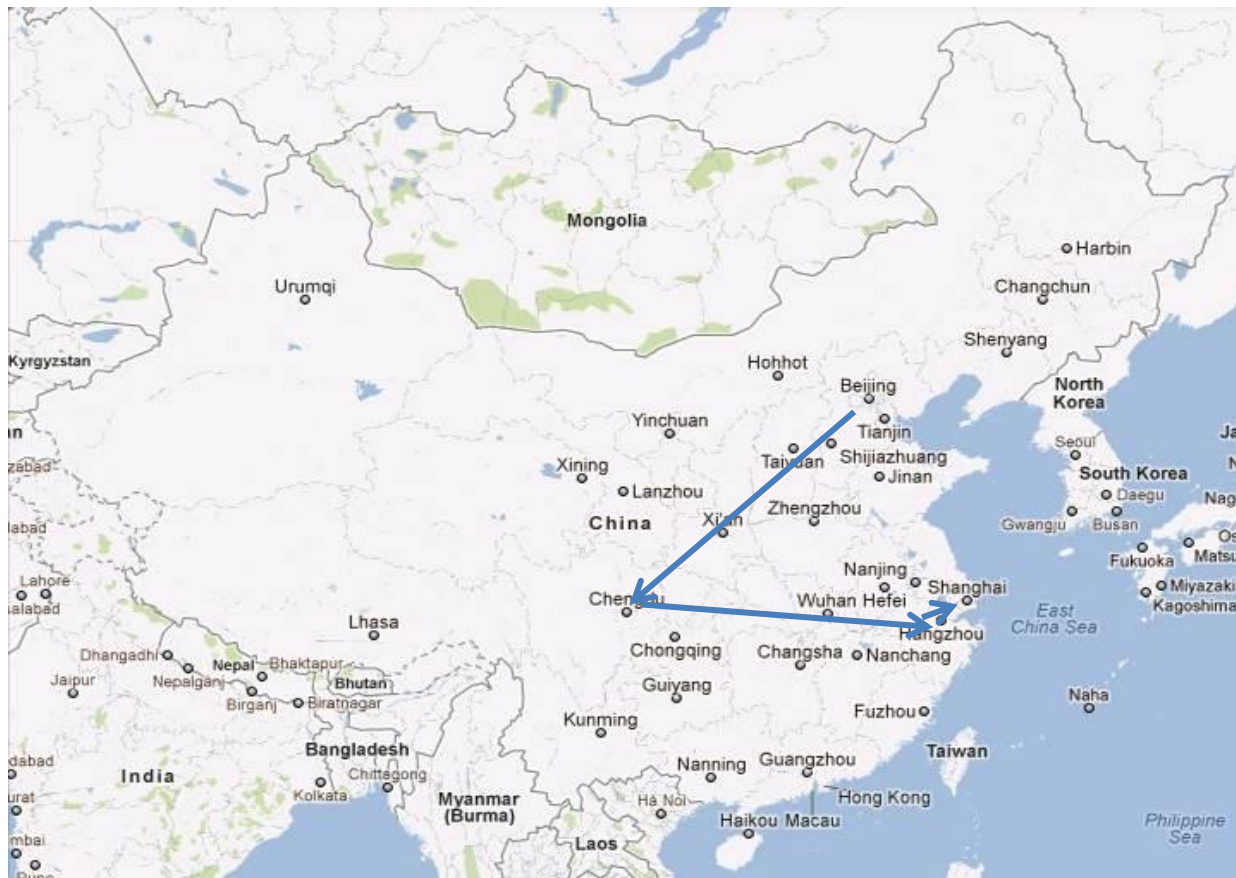 Mongolia
Harbin
Urumqi
Changchun
Shenyang
Kyrgyzstan
Hohhot
Beijing
North
Korea
Yinchuan
Tianjin
Seoul
Taiyuan
Shijiazhuang
Xining
Jinan
South Korea
Lanzhou
Daegu
Zhengzhou
China
Xi'an
Gwangju
Busan
Fukuoka
Lahore
Nanjing
Shanghai
Miyazaki
Chengdu
Wuhan Hefei
Kagoshima
East
China Sea
Lhasa
Hangzhou
Dhangadhi
Nepal
Bhaktapur
Chongqing
Changsha
Nanchang
Jaipur
Nepalganj
Bhutan
Guiyang
Naha
Birganj
Biratnagar
Kunming
Fuzhou
Bangladesh
Taiwan
India
Chittagong
Nanning
Guangzhou
Kolkata
Myanmar
(Burma)
Hà Nội
Hong Kong
Haikou
Macau
Philippine
Sea
Laos